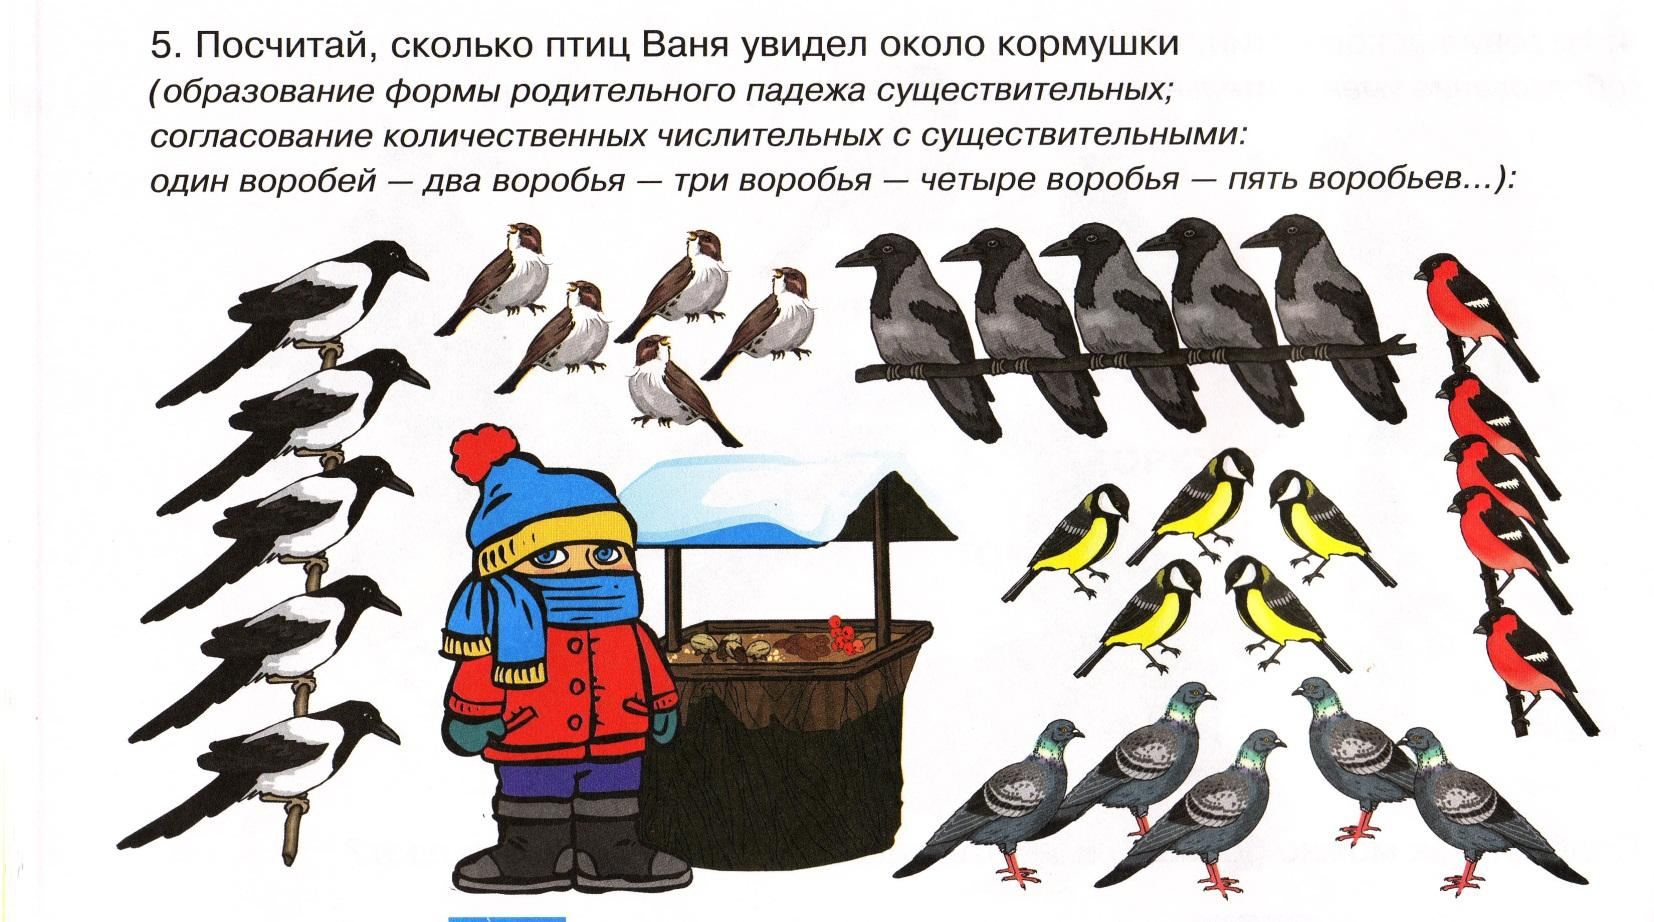 5. Посчитай, сколько птиц Ваня увидел около кормушки
(образование формы родительного падежа существительных;
согласование количественных числительных с существительными:
один воробей — два воробья — три воробья — четыре воробья — пять воробьев...):